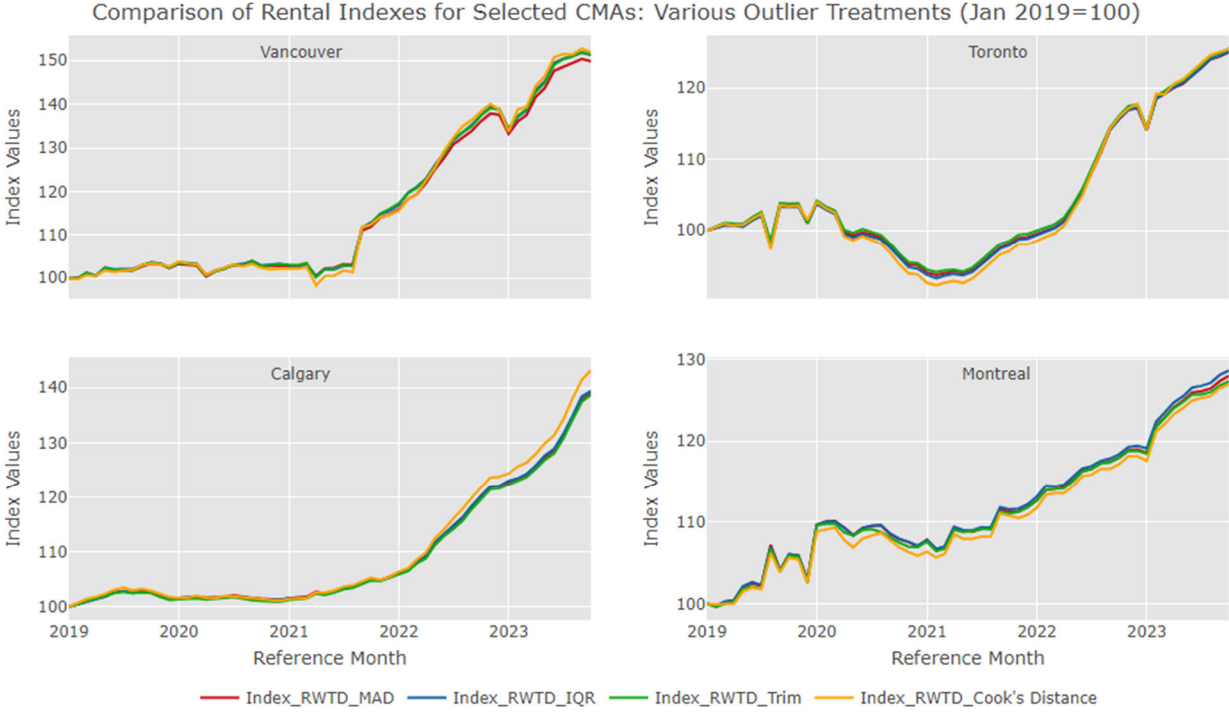 Comparison of Rental Indexes for Selected CMAs: Various Outlier Treatments (Jan 2019=100)
Vancouver
Index Values
150
140
130
120
110
100
Toronto
Index Values
120
110
100
Calgary
Index Values
140
130
120
110
100
2019 2020 2021 2022 2023
Reference Month
Montreal
Index Values
130
120
110
100
2019 2020 2021 2022 2023
Reference Month
Index_RWTD_MAD Index_RWTD_IQR Index_RWTD_Trim Index_RWTD_Cook's Distance